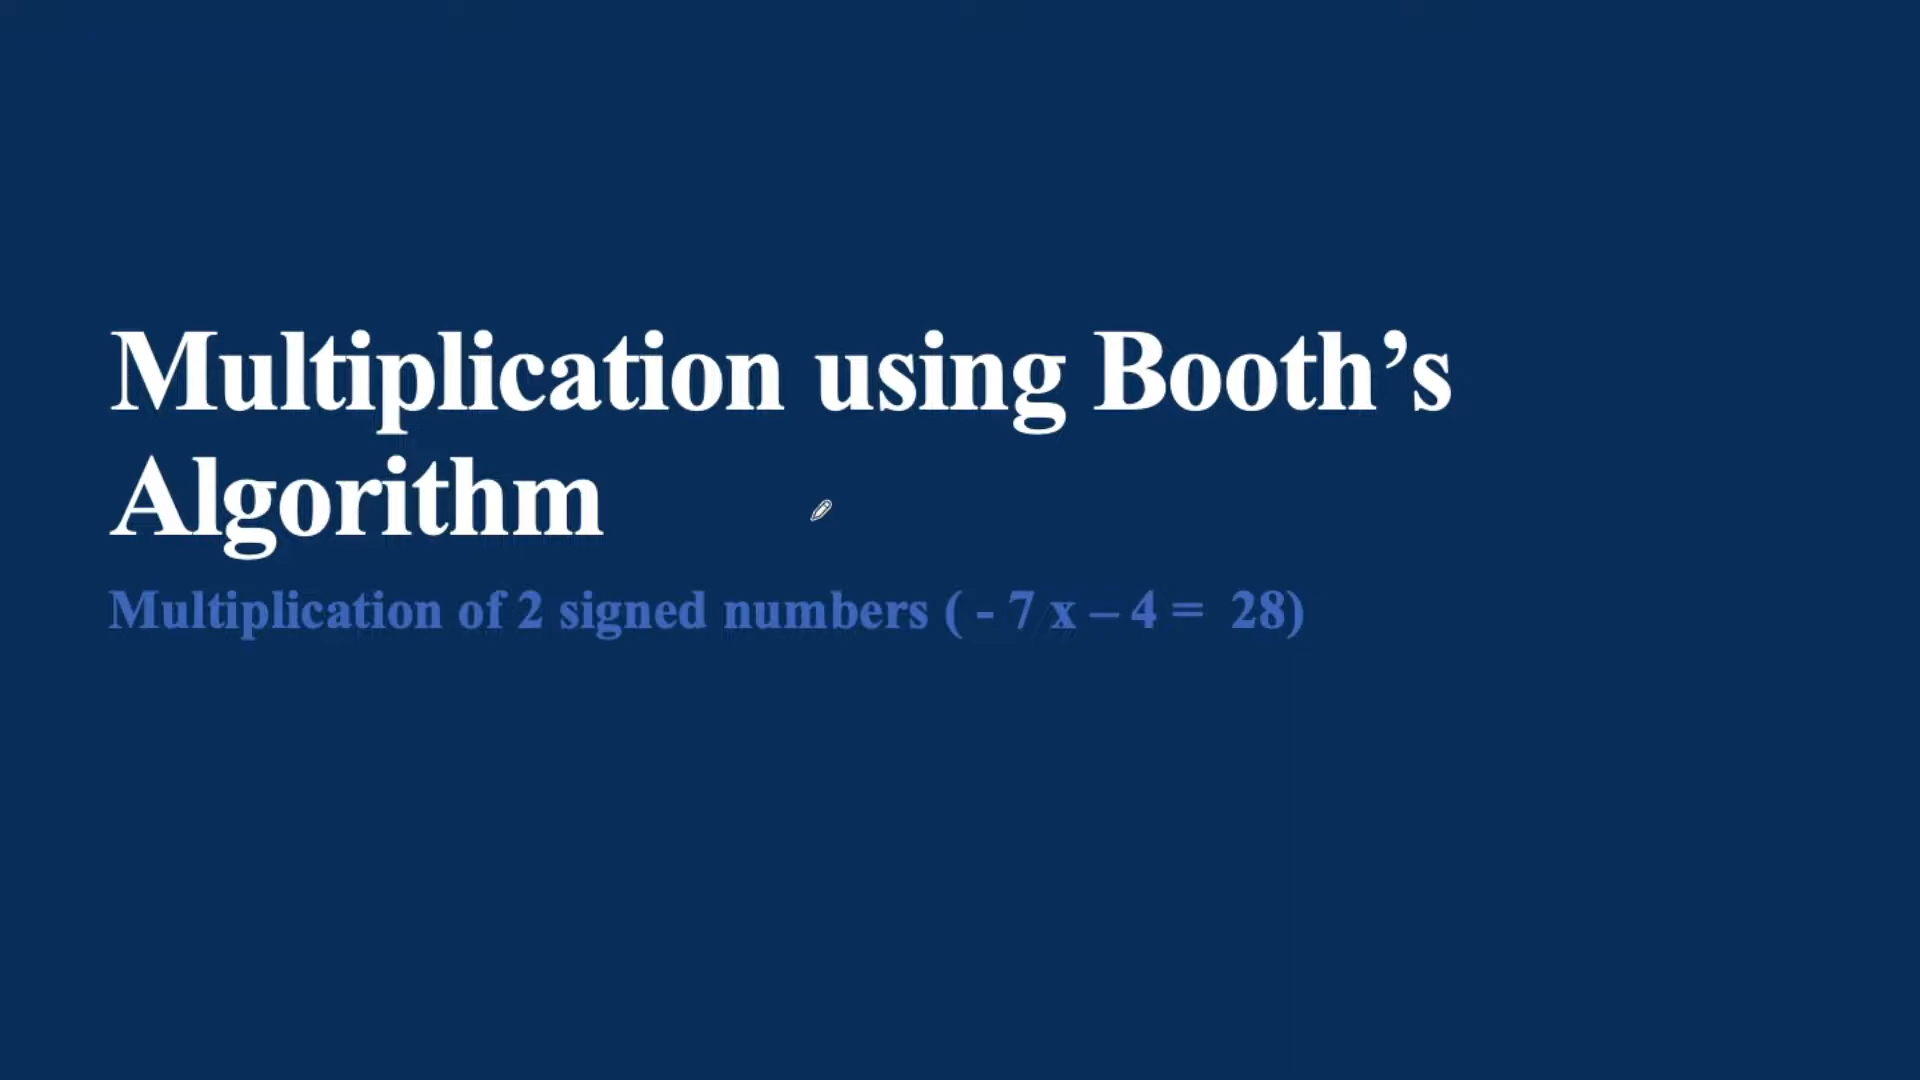 Multiplication using Booth’s
Algorithm
Multiplication of 2 signed numbers ( - 7 x – 4 = 28)